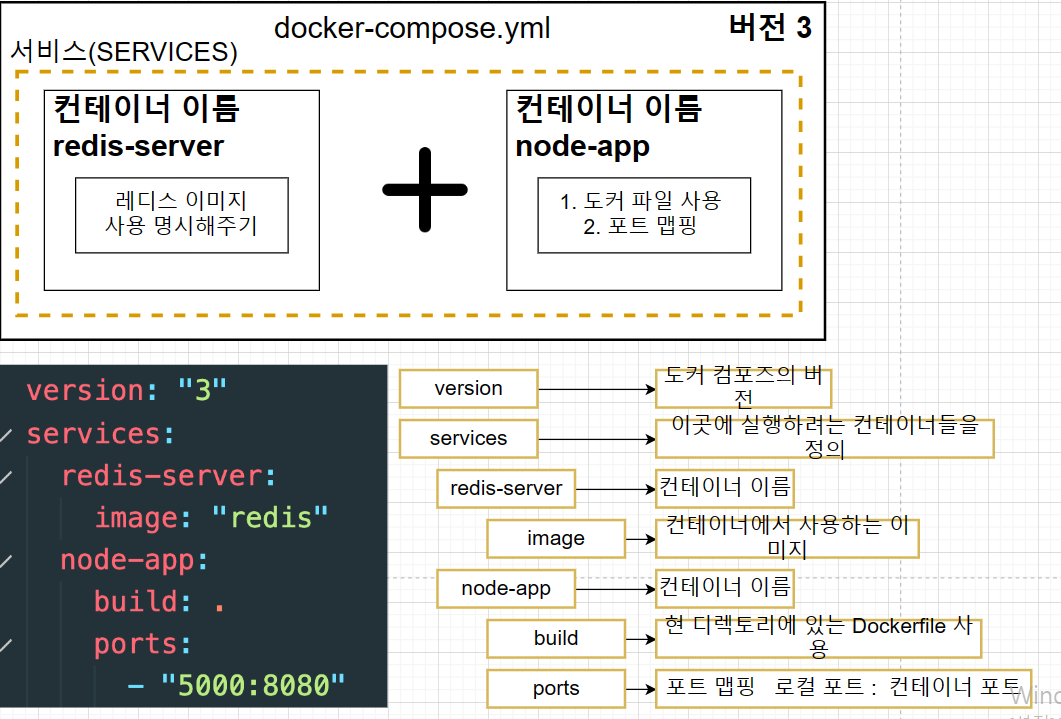 docker-compose.yml
버전 3
서비스(SERVICES)
컨테이너 이름
redis-server
레디스 이미지
사용 명시해주기
컨테이너 이름
node-app
1. 도커 파일 사용
2. 포트 맵핑
version: "3"
services:
redis-server:
image: "redis"
node-app:
build: .
ports:
- "5000:8080"
version
도커 컴포즈의 버
전
services
이곳에 실행하려는 컨테이너들을
정의
redis-server
컨테이너 이름
image
컨테이너에서 사용하는 이
미지
node-app
컨테이너 이름
build
현 디렉토리에 있는 Dockerfile 사
용
ports
포트 맵핑 로컬 포트 : 컨테이너 포트